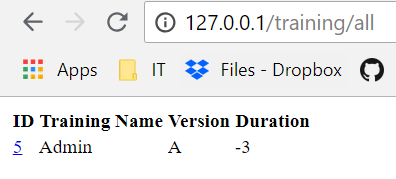 127.0.0.1/training/all
Apps IT Files - Dropbox
ID Training Name Version Duration
5 Admin A -3